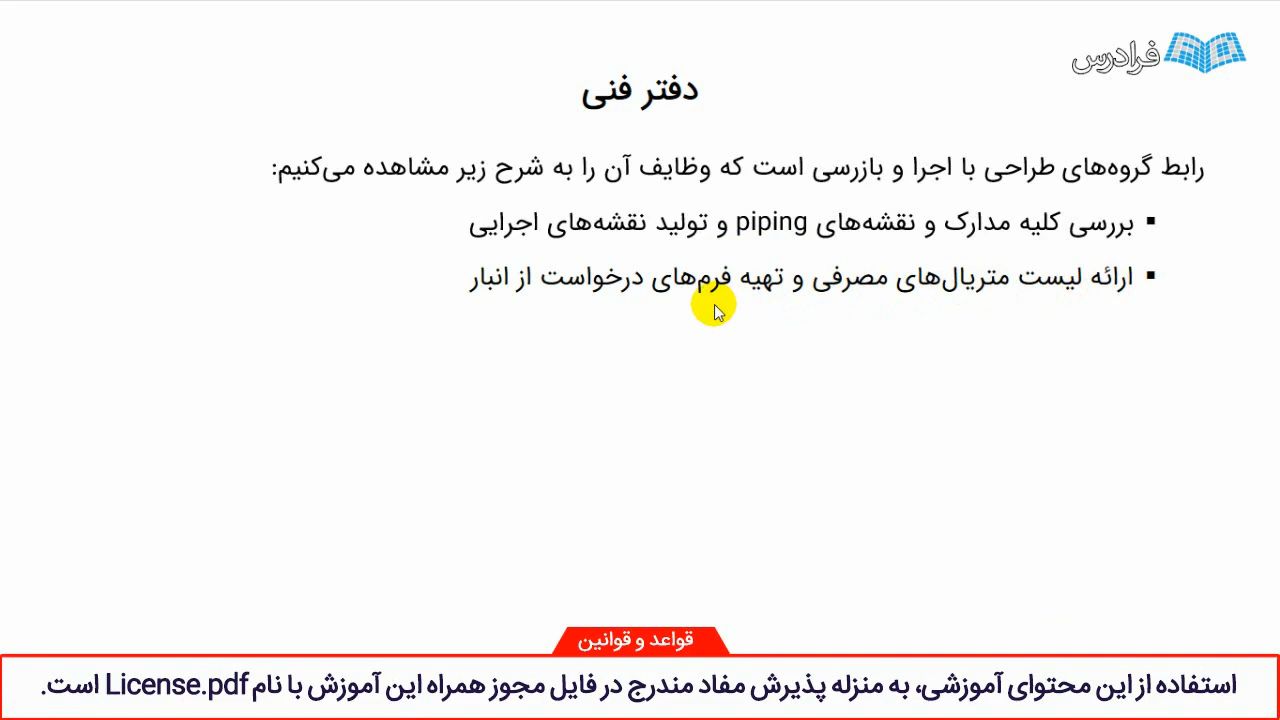 فرادرس
دفتر فنی
رابط گروه‌های طراحی با اجرا و بازرسی است که وظایف آن را به شرح زیر مشاهده می‌کنیم:
▪ بررسی کلیه مدارک و نقشه‌های piping و تولید نقشه‌های اجرایی
▪ ارائه لیست متریال‌های مصرفی و تهیه فرم‌های درخواست از انبار
قواعد و قوانین
استفاده از این محتوای آموزشی، به منزله پذیرش مفاد مندرج در فایل مجوز همراه این آموزش با نام License.pdf است.